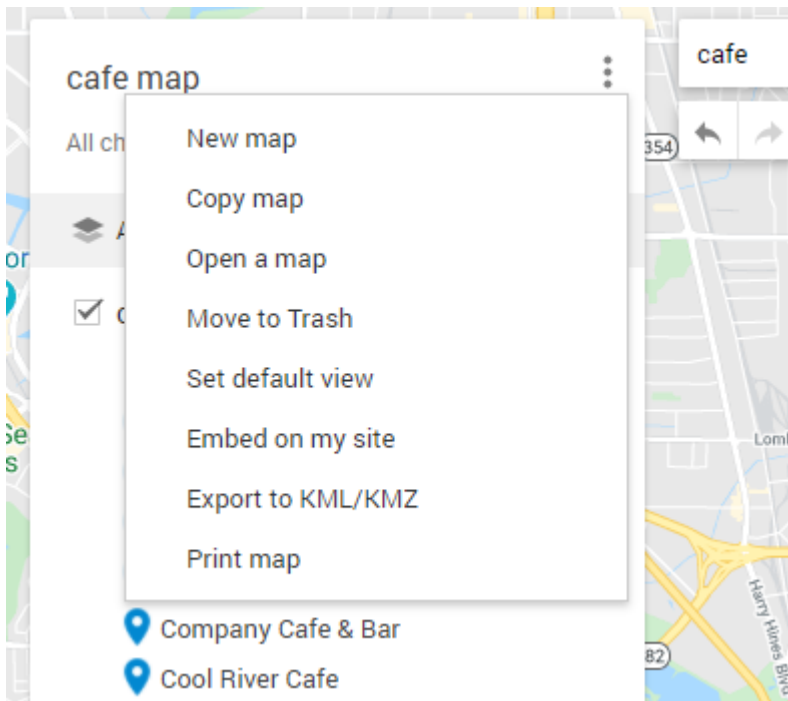 cafe map
cafe
All ch
New map
Copy map
Open a map
Move to Trash
Set default view
Embed on my site
Export to KML/KMZ
Print map
Company Cafe & Bar
Cool River Cafe
354
82
Harry Hines Blvd